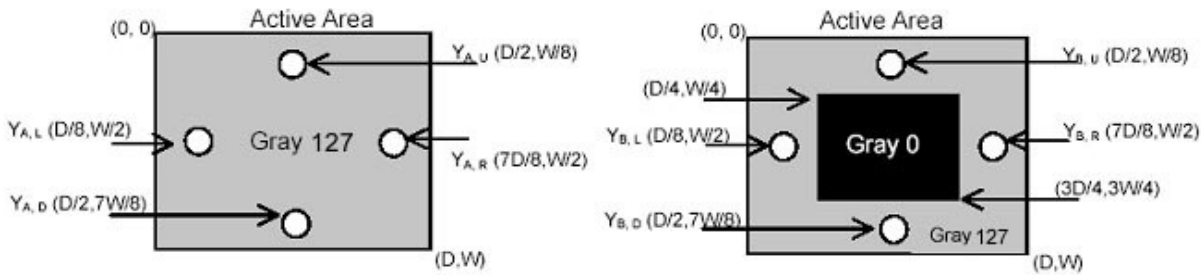 Active Area
(0, 0)
Y_A, U (D/2,W/8)
Y_A, L (D/8,W/2)
Gray 127
Y_A, R (7D/8,W/2)
Y_A, D (D/2,7W/8)
(D,W)
Active Area
(0, 0)
Y_B, U (D/2,W/8)
(D/4,W/4)
Y_B, L (D/8,W/2)
Gray 0
Y_B, R (7D/8,W/2)
(3D/4,3W/4)
Y_B, D (D/2,7W/8)
Gray 127
(D,W)